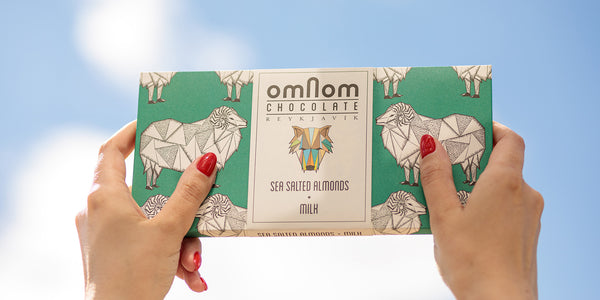 omnom
CHOCOLATE
REYKJAVIK
SEA SALTED ALMONDS
•
MILK
SEA SALTED ALMONDS • MILK